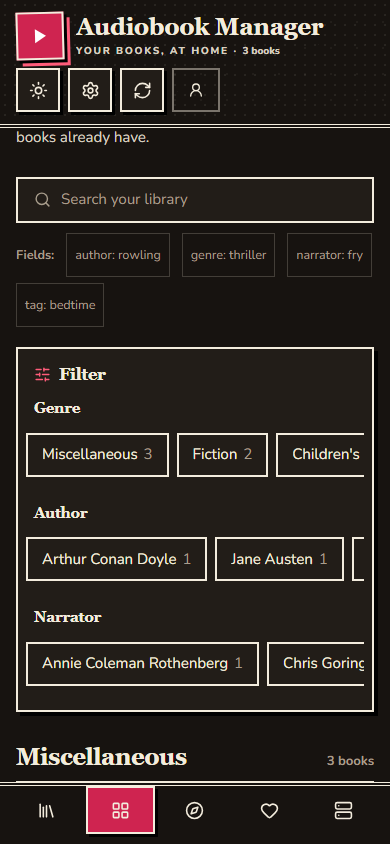 Audiobook Manager
YOUR BOOKS, AT HOME · 3 books
books already have.
Search your library
Fields: author: rowling genre: thriller narrator: fry
tag: bedtime
Filter
Genre
Miscellaneous 3 Fiction 2 Children's
Author
Arthur Conan Doyle 1 Jane Austen 1
Narrator
Annie Coleman Rothenberg 1 Chris Goring
Miscellaneous 3 books